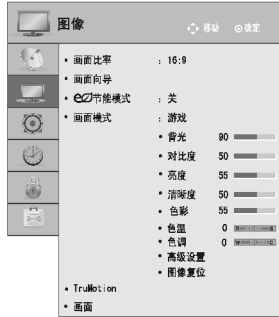 图像 移动 ◎确定
• 画面比率 : 16:9
• 画面向导
• e节能模式 : 关
• 画面模式 : 游戏
• 背光 90
• 对比度 50
• 亮度 55
• 清晰度 50
• 色彩 55
• 色温 0
• 色调 0
• 高级设置
• 图像复位
• TruMotion
• 画面